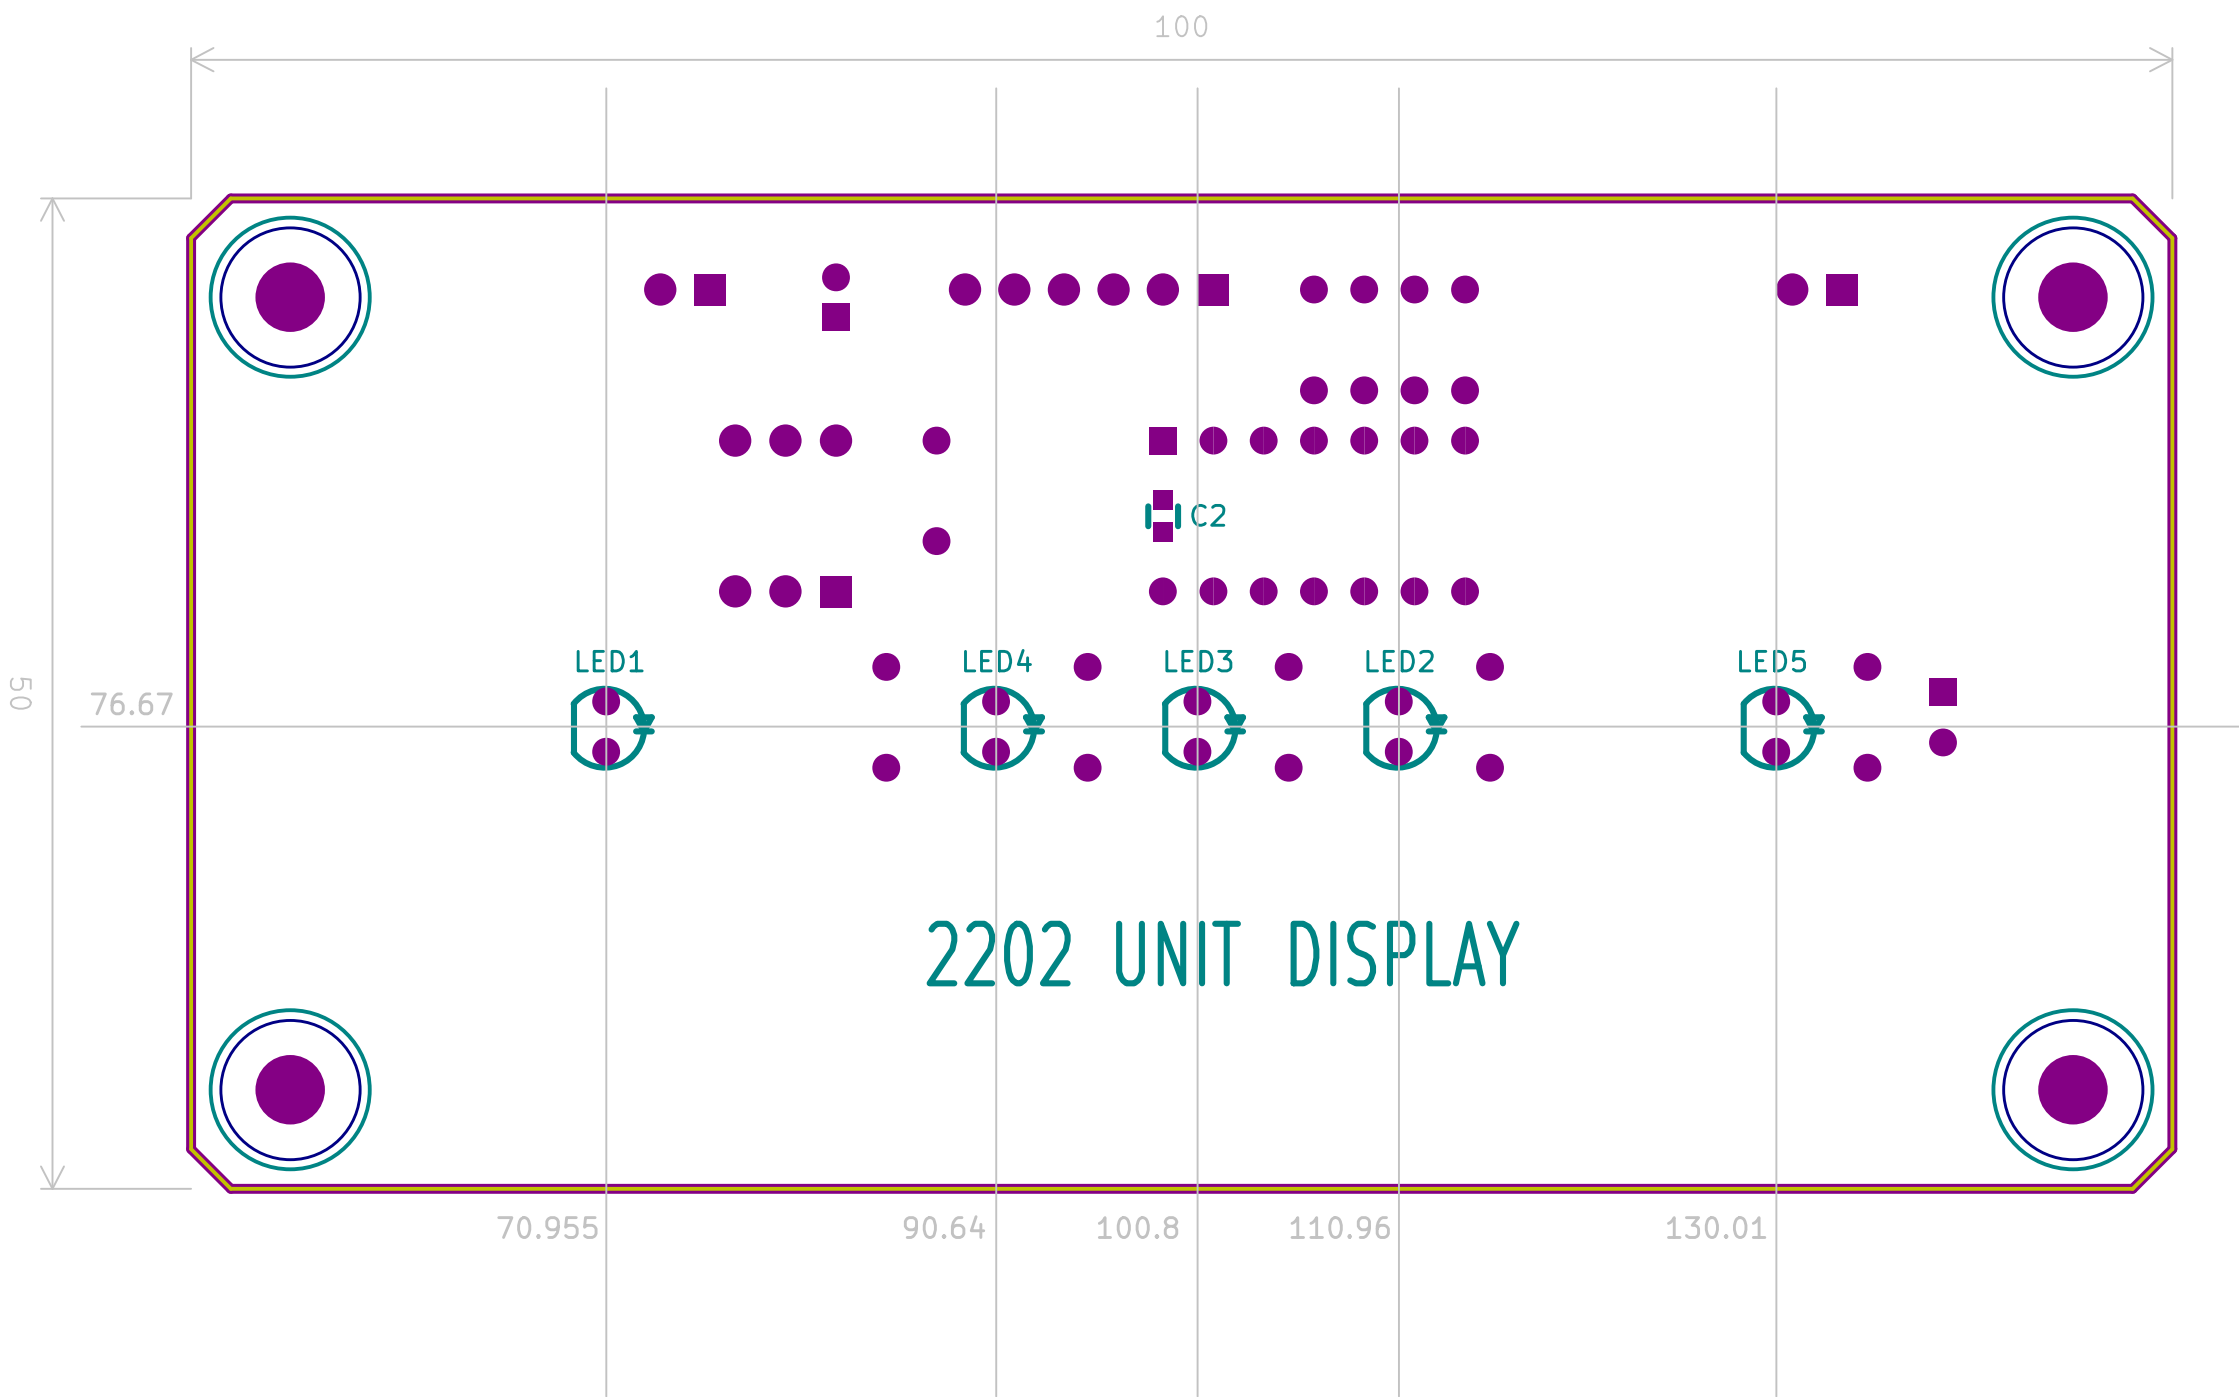 100
C2
LED1 LED4 LED3 LED2 LED5
50
76.67
2202 UNIT DISPLAY
70.955 90.64 100.8 110.96 130.01